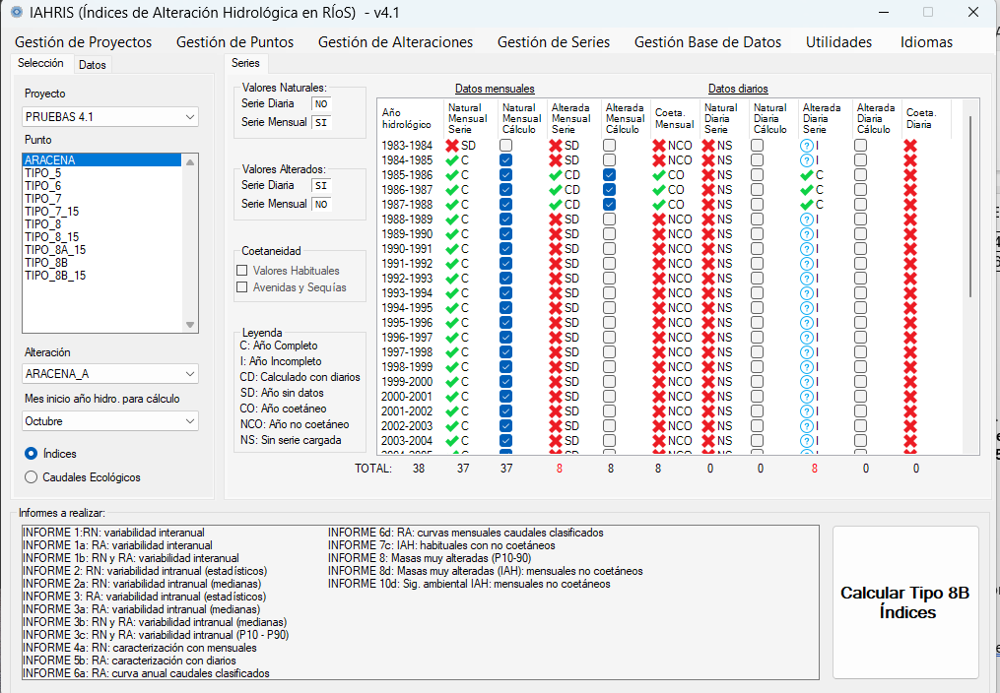 IAHRIS (Índices de Alteración Hidrológica en RÍoS) - v4.1
Gestión de Proyectos Gestión de Puntos Gestión de Alteraciones Gestión de Series Gestión Base de Datos Utilidades Idiomas
Selección Datos
Proyecto
PRUEBAS 4.1
Punto
ARACENA
TIPO_5
TIPO_6
TIPO_7
TIPO_7_15
TIPO_8
TIPO_8_15
TIPO_8A_15
TIPO_8B
TIPO_8B_15
Alteración
ARACENA_A
Mes inicio año hidro. para cálculo
Octubre
Índices
Caudales Ecológicos
Series
Valores Naturales:
Serie Diaria NO
Serie Mensual SI
Valores Alterados:
Serie Diaria SI
Serie Mensual NO
Coetaneidad
Valores Habituales
Avenidas y Sequías
Leyenda
C: Año Completo
I: Año Incompleto
CD: Calculado con diarios
SD: Año sin datos
CO: Año coetáneo
NCO: Año no coetáneo
NS: Sin serie cargada
Datos mensuales Datos diarios
Año hidrológico Natural Mensual Serie Natural Mensual Cálculo Alterada Mensual Serie Alterada Mensual Cálculo Coeta. Mensual Natural Diaria Serie Natural Diaria Cálculo Alterada Diaria Serie Alterada Diaria Cálculo Coeta. Diaria
1983-1984 SD SD NCO NS I
1984-1985 C SD NCO NS I
1985-1986 C CD CO NS C
1986-1987 C CD CO NS C
1987-1988 C CD CO NS C
1988-1989 C SD NCO NS I
1989-1990 C SD NCO NS I
1990-1991 C SD NCO NS I
1991-1992 C SD NCO NS I
1992-1993 C SD NCO NS I
1993-1994 C SD NCO NS I
1994-1995 C SD NCO NS I
1995-1996 C SD NCO NS I
1996-1997 C SD NCO NS I
1997-1998 C SD NCO NS I
1998-1999 C SD NCO NS I
1999-2000 C SD NCO NS I
2000-2001 C SD NCO NS I
2001-2002 C SD NCO NS I
2002-2003 C SD NCO NS I
2003-2004 C SD NCO NS I
TOTAL: 38 37 37 8 8 8 0 0 8 0 0
Informes a realizar:
INFORME 1:RN: variabilidad interanual
INFORME 1a: RA: variabilidad interanual
INFORME 1b: RN y RA: variabilidad interanual
INFORME 2: RN: variabilidad intranual (estadísticos)
INFORME 2a: RN: variabilidad intranual (medianas)
INFORME 3: RA: variabilidad intranual (estadísticos)
INFORME 3a: RA: variabilidad intranual (medianas)
INFORME 3b: RN y RA: variabilidad intranual (medianas)
INFORME 3c: RN y RA: variabilidad intranual (P10 - P90)
INFORME 4a: RN: caracterización con mensuales
INFORME 5b: RA: caracterización con diarios
INFORME 6a: RA: curva anual caudales clasificados
INFORME 6d: RA: curvas mensuales caudales clasificados
INFORME 7c: IAH: habituales con no coetáneos
INFORME 8: Masas muy alteradas (P10-90)
INFORME 8d: Masas muy alteradas (IAH): mensuales no coetáneos
INFORME 10d: Sig. ambiental IAH: mensuales no coetáneos
Calcular Tipo 8B
Índices